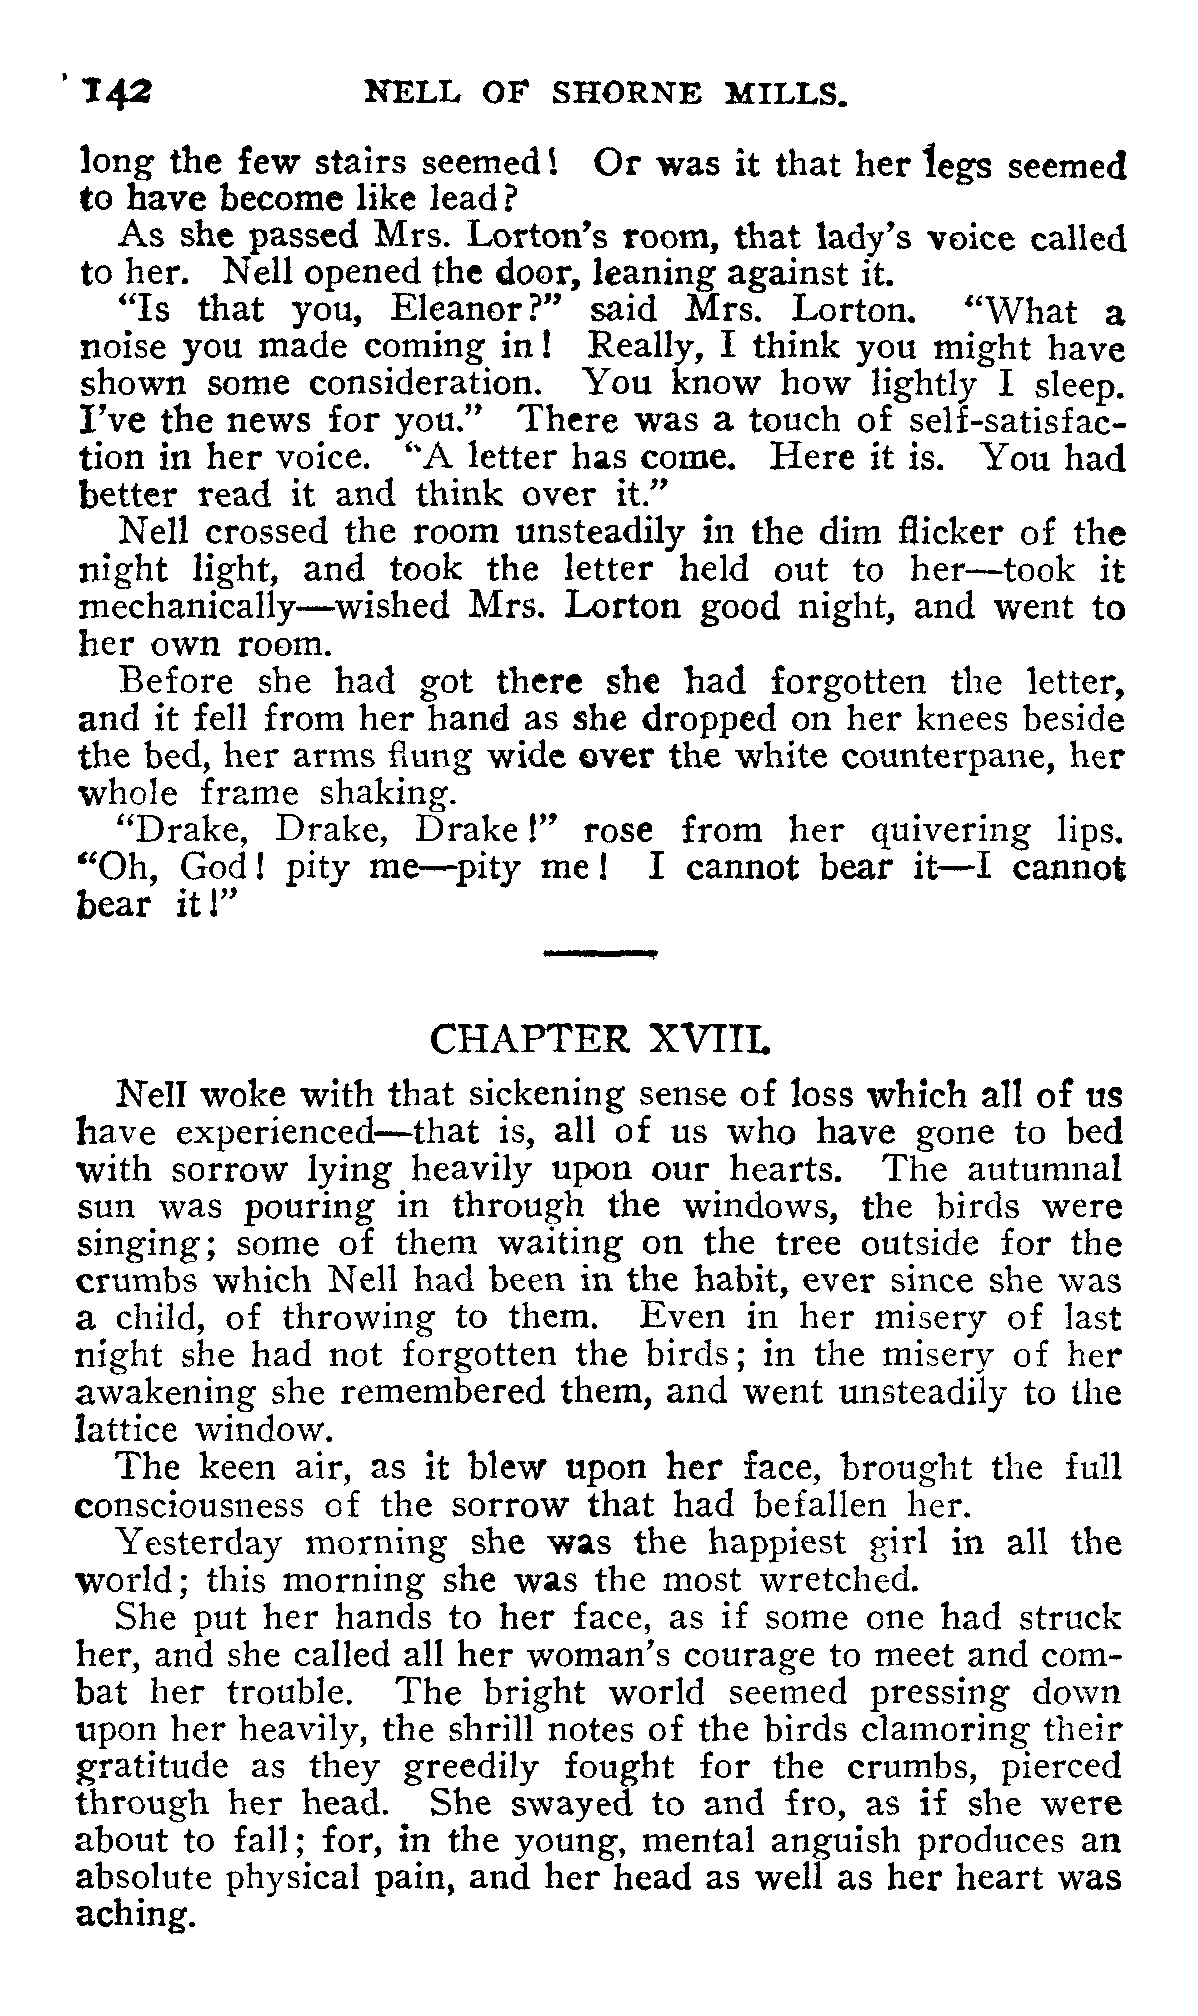 142 NELL OF SHORNE MILLS.
long the few stairs seemed! Or was it that her legs seemed
to have become like lead?
As she passed Mrs. Lorton's room, that lady's voice called
to her. Nell opened the door, leaning against it.
"Is that you, Eleanor?" said Mrs. Lorton. "What a
noise you made coming in! Really, I think you might have
shown some consideration. You know how lightly I sleep.
I've the news for you." There was a touch of self-satisfac-
tion in her voice. "A letter has come. Here it is. You had
better read it and think over it."
Nell crossed the room unsteadily in the dim flicker of the
night light, and took the letter held out to her—took it
mechanically—wished Mrs. Lorton good night, and went to
her own room.
Before she had got there she had forgotten the letter,
and it fell from her hand as she dropped on her knees beside
the bed, her arms flung wide over the white counterpane, her
whole frame shaking.
"Drake, Drake, Drake!" rose from her quivering lips.
"Oh, God! pity me—pity me! I cannot bear it—I cannot
bear it!"
CHAPTER XVIII.
Nell woke with that sickening sense of loss which all of us
have experienced—that is, all of us who have gone to bed
with sorrow lying heavily upon our hearts. The autumnal
sun was pouring in through the windows, the birds were
singing; some of them waiting on the tree outside for the
crumbs which Nell had been in the habit, ever since she was
a child, of throwing to them. Even in her misery of last
night she had not forgotten the birds; in the misery of her
awakening she remembered them, and went unsteadily to the
lattice window.
The keen air, as it blew upon her face, brought the full
consciousness of the sorrow that had befallen her.
Yesterday morning she was the happiest girl in all the
world; this morning she was the most wretched.
She put her hands to her face, as if some one had struck
her, and she called all her woman's courage to meet and com-
bat her trouble. The bright world seemed pressing down
upon her heavily, the shrill notes of the birds clamoring their
gratitude as they greedily fought for the crumbs, pierced
through her head. She swayed to and fro, as if she were
about to fall; for, in the young, mental anguish produces an
absolute physical pain, and her head as well as her heart was
aching.